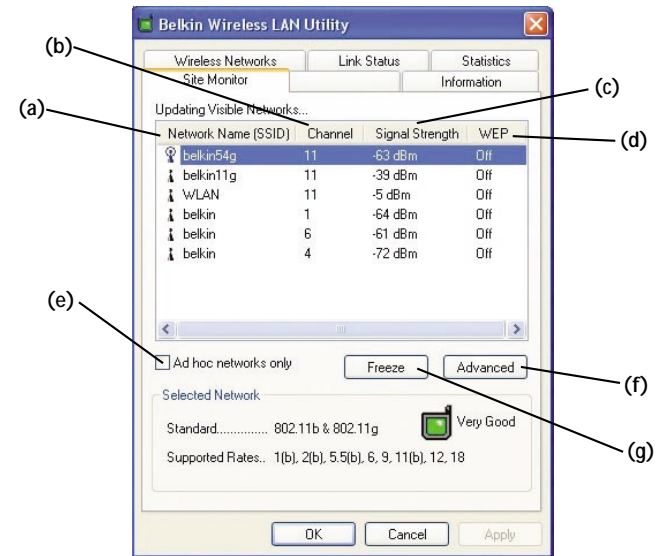 Belkin Wireless LAN Utility
(b)
Wireless Networks Link Status Statistics
Site Monitor Information
(c)
(a)
Updating Visible Networks...
Network Name (SSID) Channel Signal Strength WEP
(d)
belkin54g 11 -63 dBm Off
belkin11g 11 -39 dBm Off
WLAN 11 -5 dBm Off
belkin 1 -64 dBm Off
belkin 6 -61 dBm Off
belkin 4 -72 dBm Off
(e)
Ad hoc networks only Freeze Advanced
(f)
Selected Network
Standard............... 802.11b & 802.11g Very Good
(g)
Supported Rates.. 1(b), 2(b), 5.5(b), 6, 9, 11(b), 12, 18
OK Cancel Apply